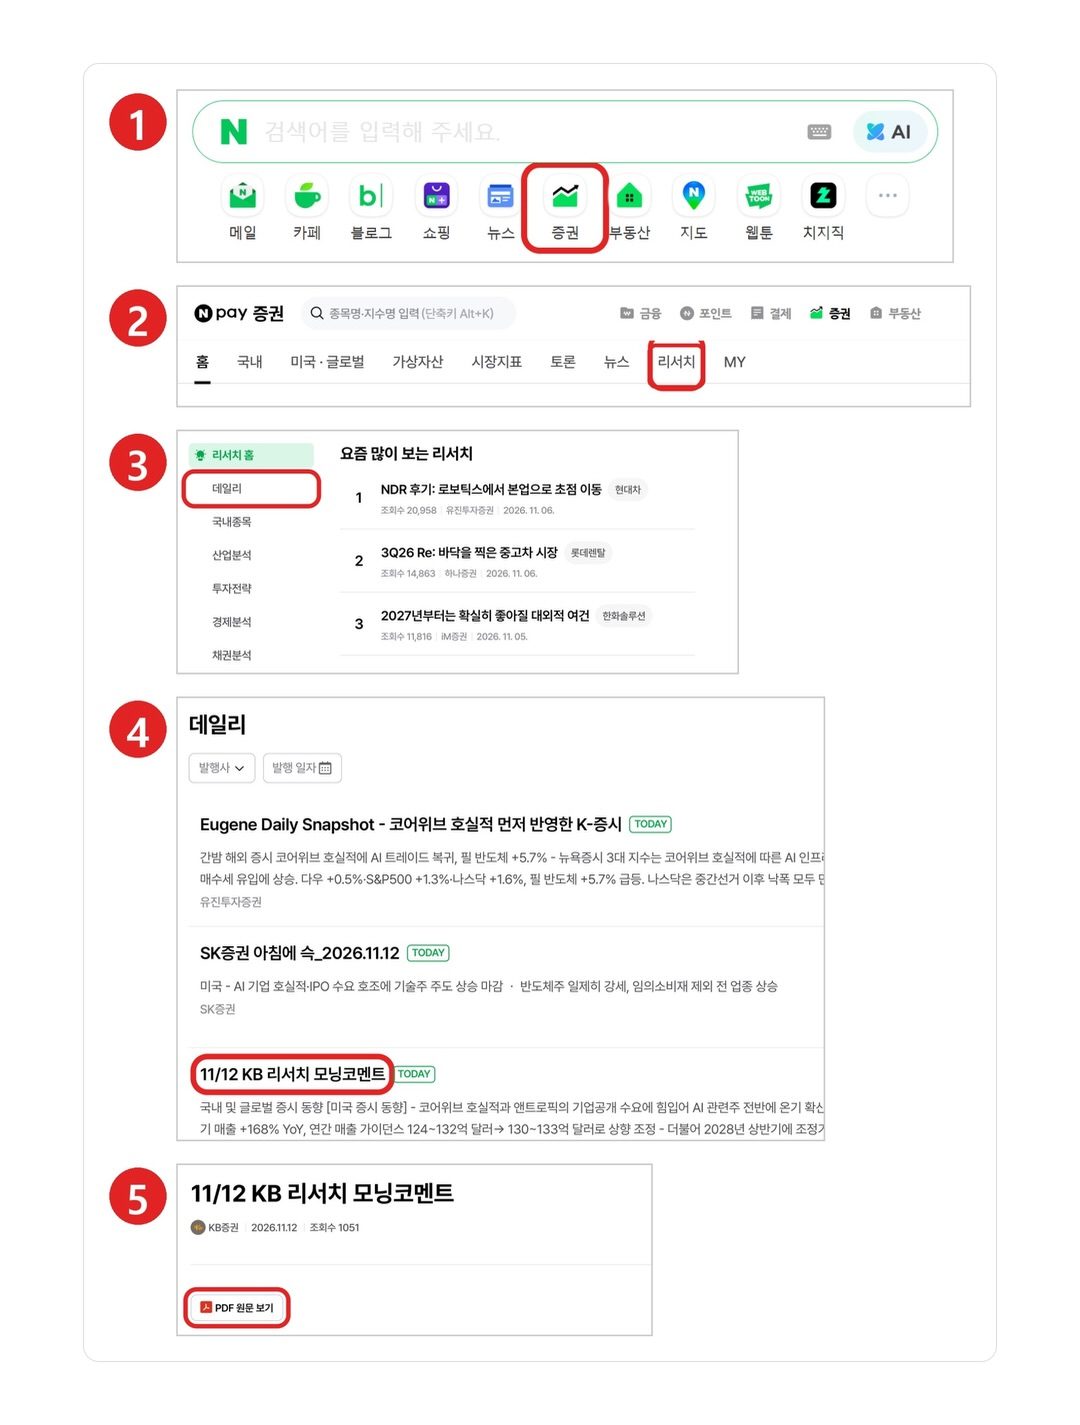 1
N 검색어를 입력해 주세요. AI
메일 카페 블로그 쇼핑 뉴스 증권 부동산 지도 웹툰 치지직
2
N pay 증권 종목명·지수명 입력 (단축키 Alt+K) 금융 포인트 결제 증권 부동산
홈 국내 미국 · 글로벌 가상자산 시장지표 토론 뉴스 리서치 MY
3
리서치 홈
데일리
국내종목
산업분석
투자전략
경제분석
채권분석
요즘 많이 보는 리서치
1 NDR 후기: 로보틱스에서 본업으로 초점 이동 현대차
조회수 20,958 유진투자증권 2026. 11. 06.
2 3Q26 Re: 바닥을 찍은 중고차 시장 롯데렌탈
조회수 14,863 하나증권 2026. 11. 06.
3 2027년부터는 확실히 좋아질 대외적 여건 한화솔루션
조회수 11,816 iM증권 2026. 11. 05.
4
데일리
발행사 발행 일자
Eugene Daily Snapshot - 코어위브 호실적 먼저 반영한 K-증시 TODAY
간밤 해외 증시 코어위브 호실적에 AI 트레이드 복귀, 필 반도체 +5.7% - 뉴욕증시 3대 지수는 코어위브 호실적에 따른 AI 인프
매수세 유입에 상승. 다우 +0.5%·S&P500 +1.3%·나스닥 +1.6%, 필 반도체 +5.7% 급등. 나스닥은 중간선거 이후 낙폭 모두
유진투자증권
SK증권 아침에 슥_2026.11.12 TODAY
미국 - AI 기업 호실적·IPO 수요 호조에 기술주 주도 상승 마감 · 반도체주 일제히 강세, 임의소비재 제외 전 업종 상승
SK증권
11/12 KB 리서치 모닝코멘트 TODAY
국내 및 글로벌 증시 동향 [미국 증시 동향] - 코어위브 호실적과 앤트로픽의 기업공개 수요에 힘입어 AI 관련주 전반에 온기 확산
기 매출 +168% YoY, 연간 매출 가이던스 124~132억 달러→ 130~133억 달러로 상향 조정 - 더불어 2028년 상반기에 조정
5
11/12 KB 리서치 모닝코멘트
KB증권 2026.11.12 조회수 1051
PDF 원문 보기